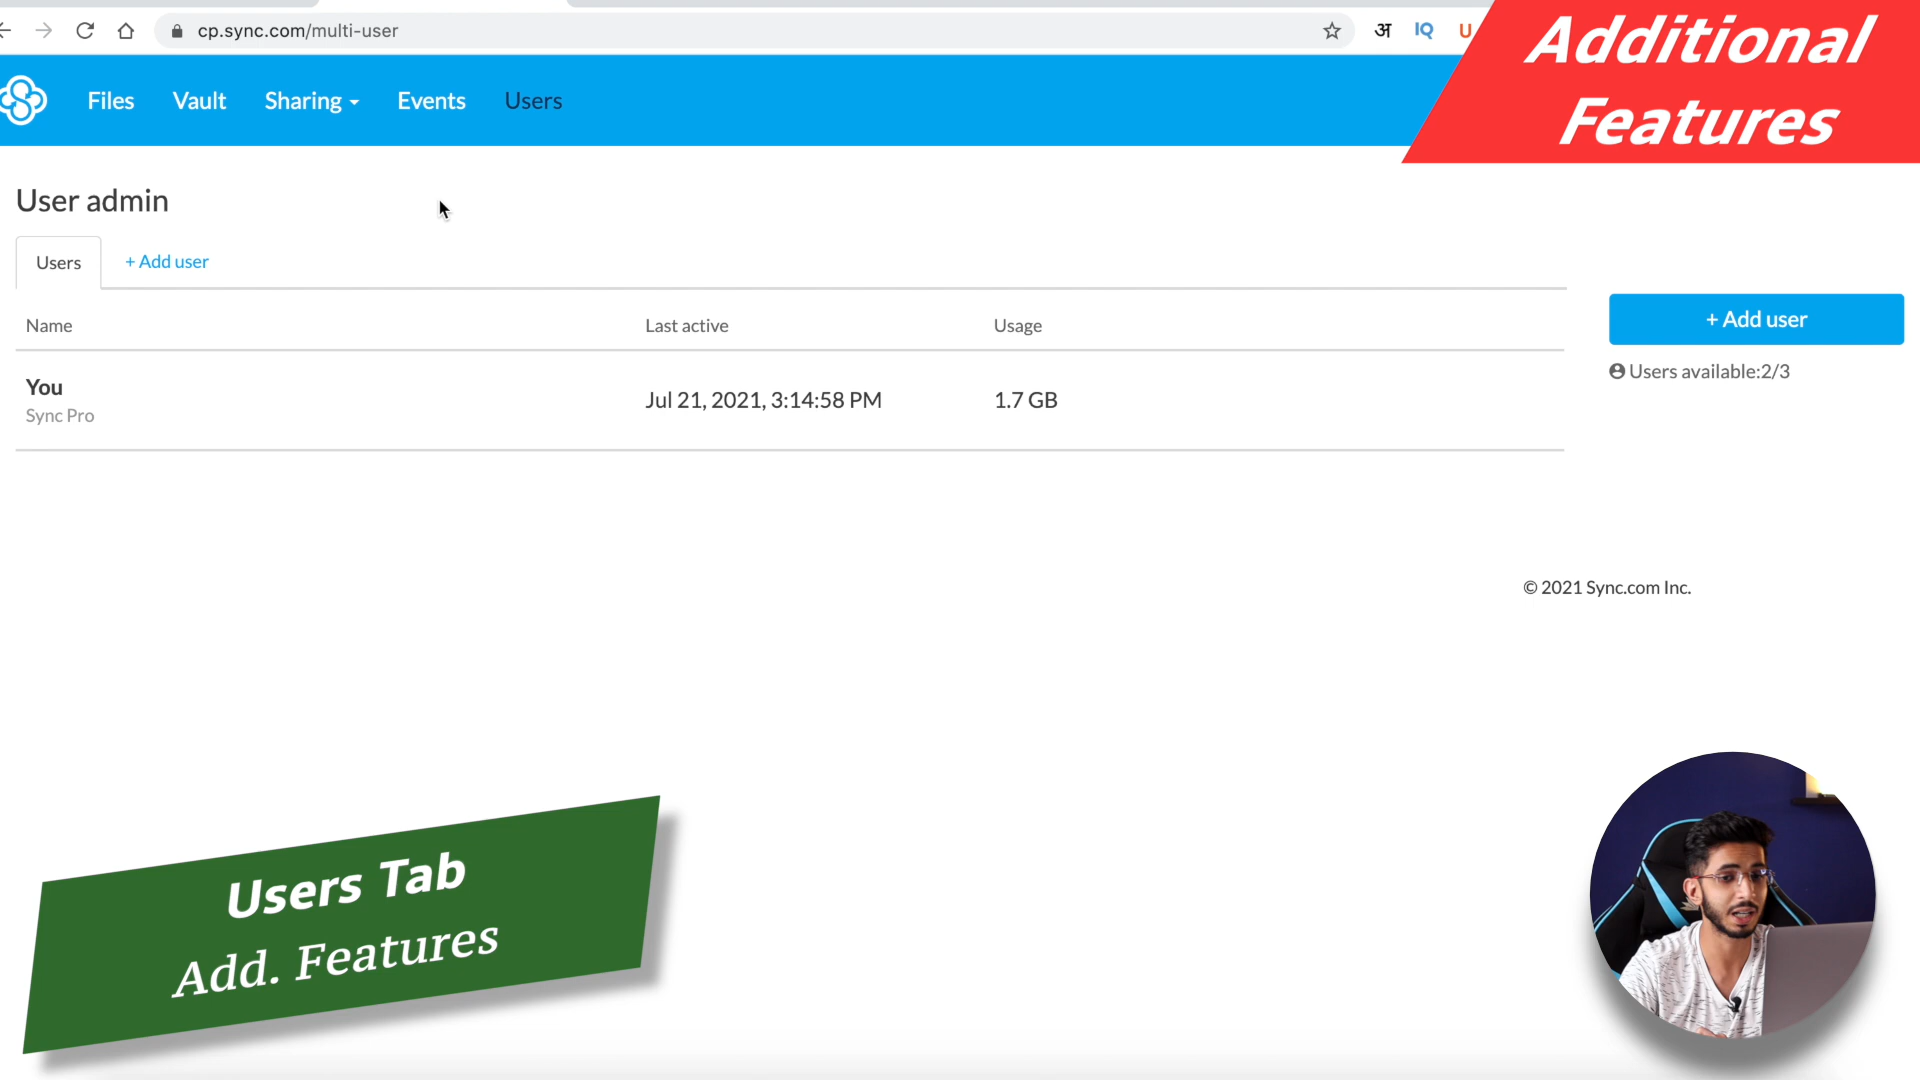 cp.sync.com/multi-user
अ IQ U
Additional
Features
Files Vault Sharing Events Users
User admin
Users + Add user
Name Last active Usage
+ Add user
Users available:2/3
You
Sync Pro
Jul 21, 2021, 3:14:58 PM 1.7 GB
© 2021 Sync.com Inc.
Users Tab
Add. Features